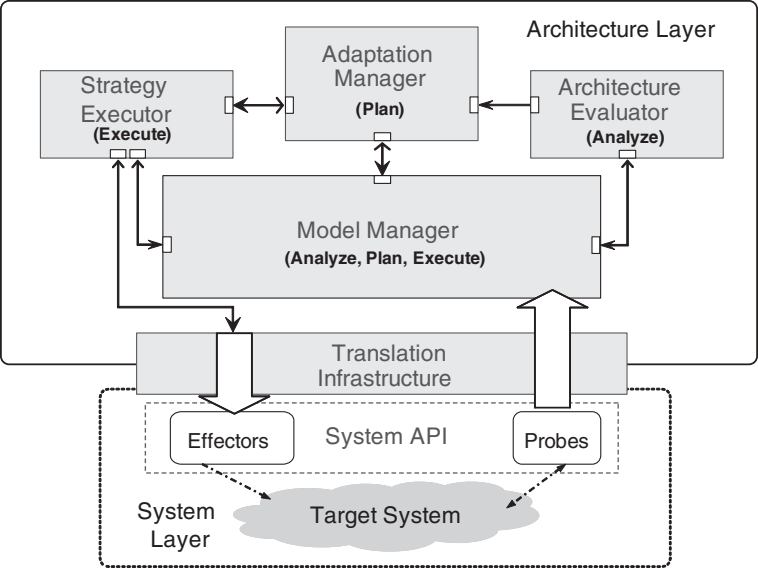 Architecture Layer
Adaptation
Manager
(Plan)
Strategy
Executor
(Execute)
Architecture
Evaluator
(Analyze)
Model Manager
(Analyze, Plan, Execute)
Translation
Infrastructure
Effectors
System API
Probes
System
Layer
Target System